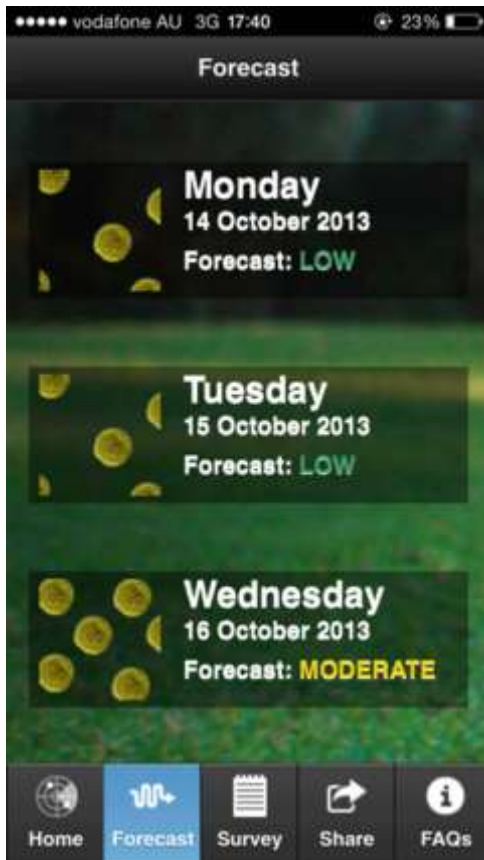 vodafone AU 3G 17:40 23%
Forecast
Monday
14 October 2013
Forecast: LOW
Tuesday
15 October 2013
Forecast: LOW
Wednesday
16 October 2013
Forecast: MODERATE
Home Forecast Survey Share FAQs